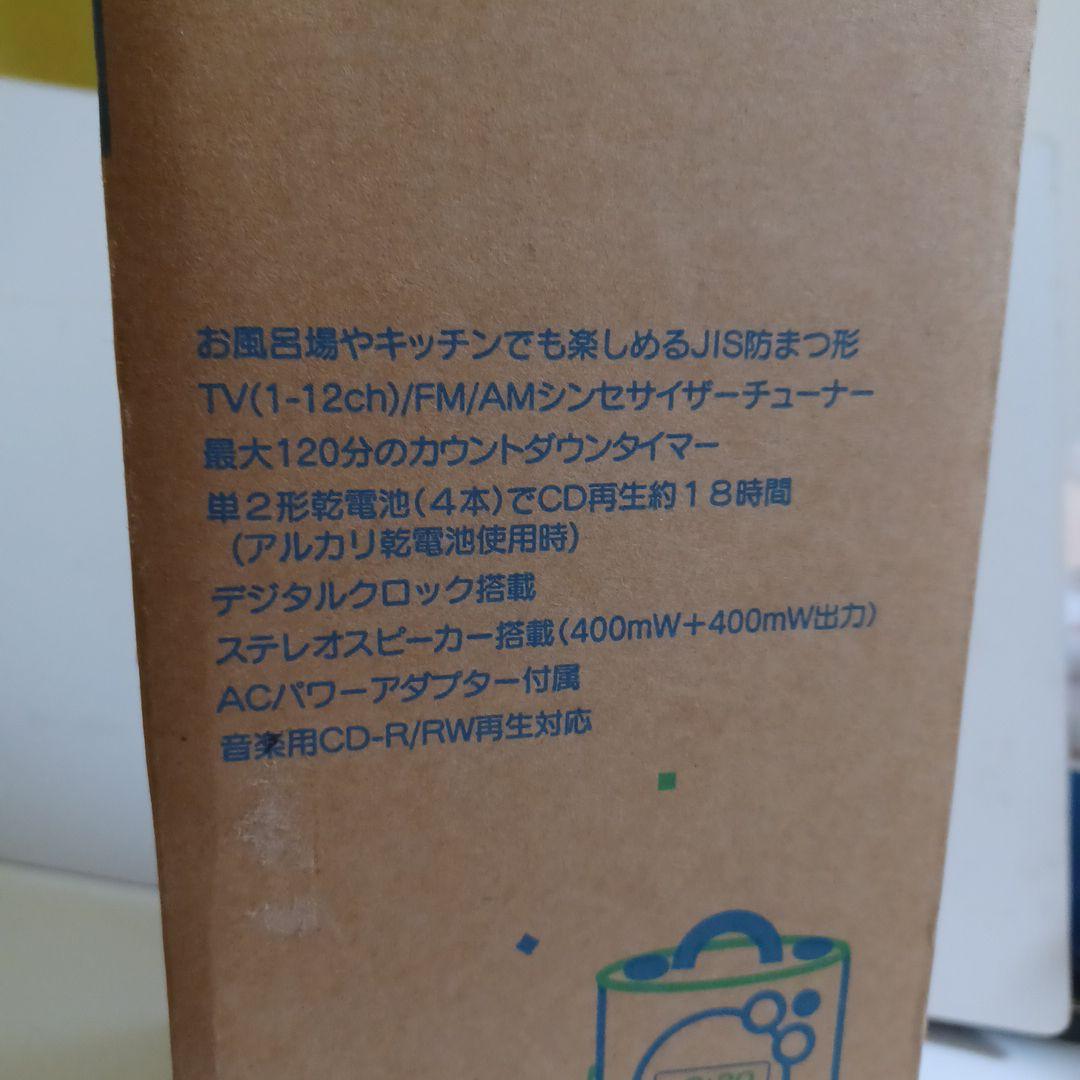 お風呂場やキッチンでも楽しめるJIS防まつ形
TV(1-12ch)/FM/AMシンセサイザーチューナー
最大120分のカウントダウンタイマー
単２形乾電池(４本)でCD再生約１８時間
(アルカリ乾電池使用時)
デジタルクロック搭載
ステレオスピーカー搭載(400mW＋400mW出力)
ACパワーアダプター付属
音楽用CD-R/RW再生対応